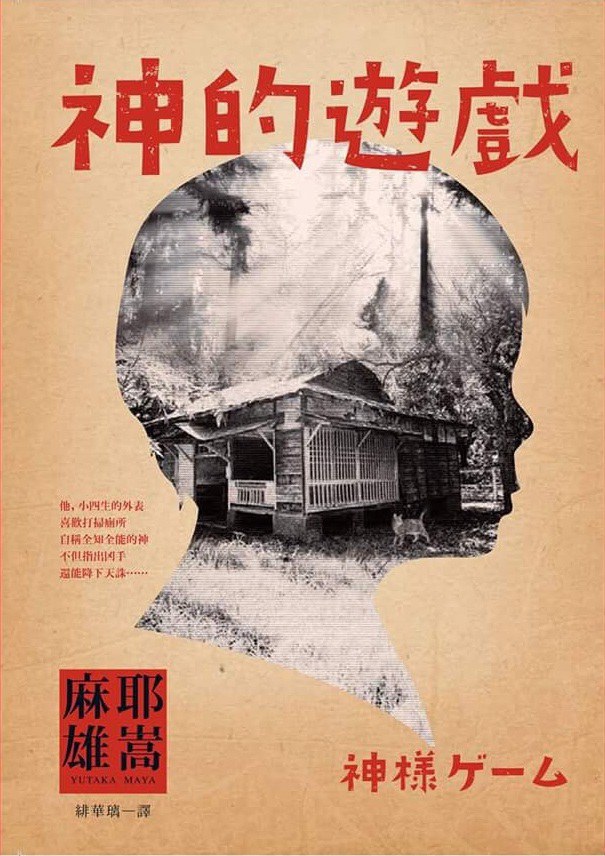 神的遊戲
他，小四生的外表
喜歡打掃廁所
自稱全知全能的神
不但指出凶手
還能降下天誅……
麻耶
雄嵩
YUTAKA MAYA
神様ゲーム
緋華璃—譯